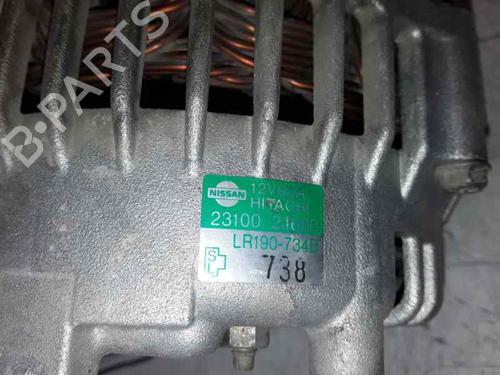 B-PARTS
NISSAN
HITACHI
23100
LR190-734B
S
738